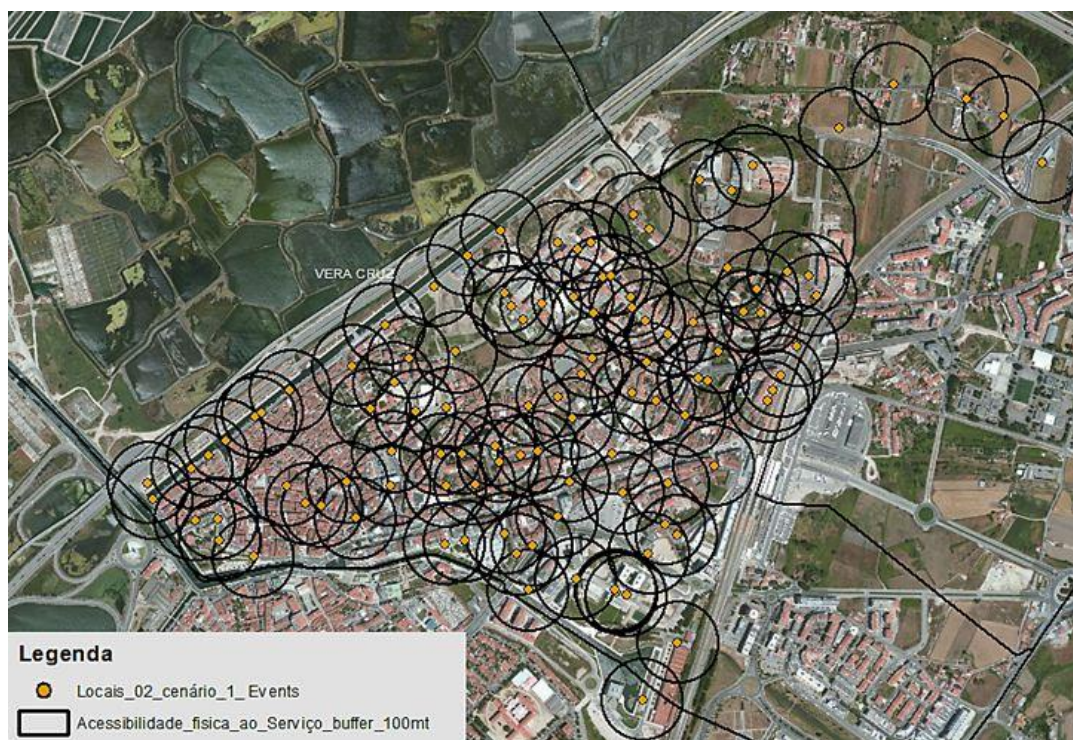 VERA CRUZ
E
Legenda
Locais_02_cenário_1_Events
Acessibilidade_fisica_ao_Serviço_buffer_100mt